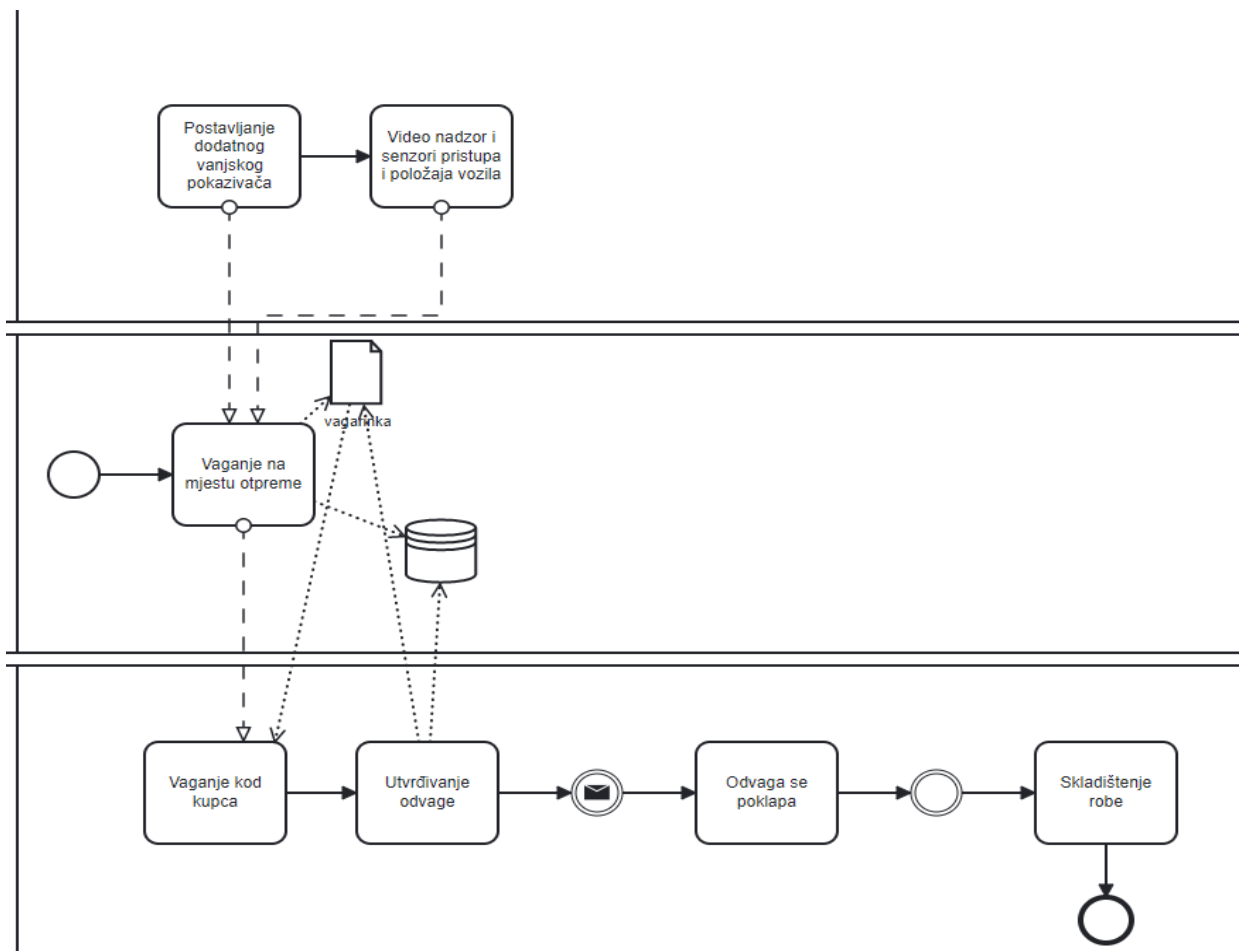 Postavljanje
dodatnog
vanjskog
pokazivača
Video nadzor i
senzori pristupa
i položaja vozila
vagarinka
Vaganje na
mjestu otpreme
Vaganje kod
kupca
Utvrđivanje
odvage
Odvaga se
poklapa
Skladištenje
robe